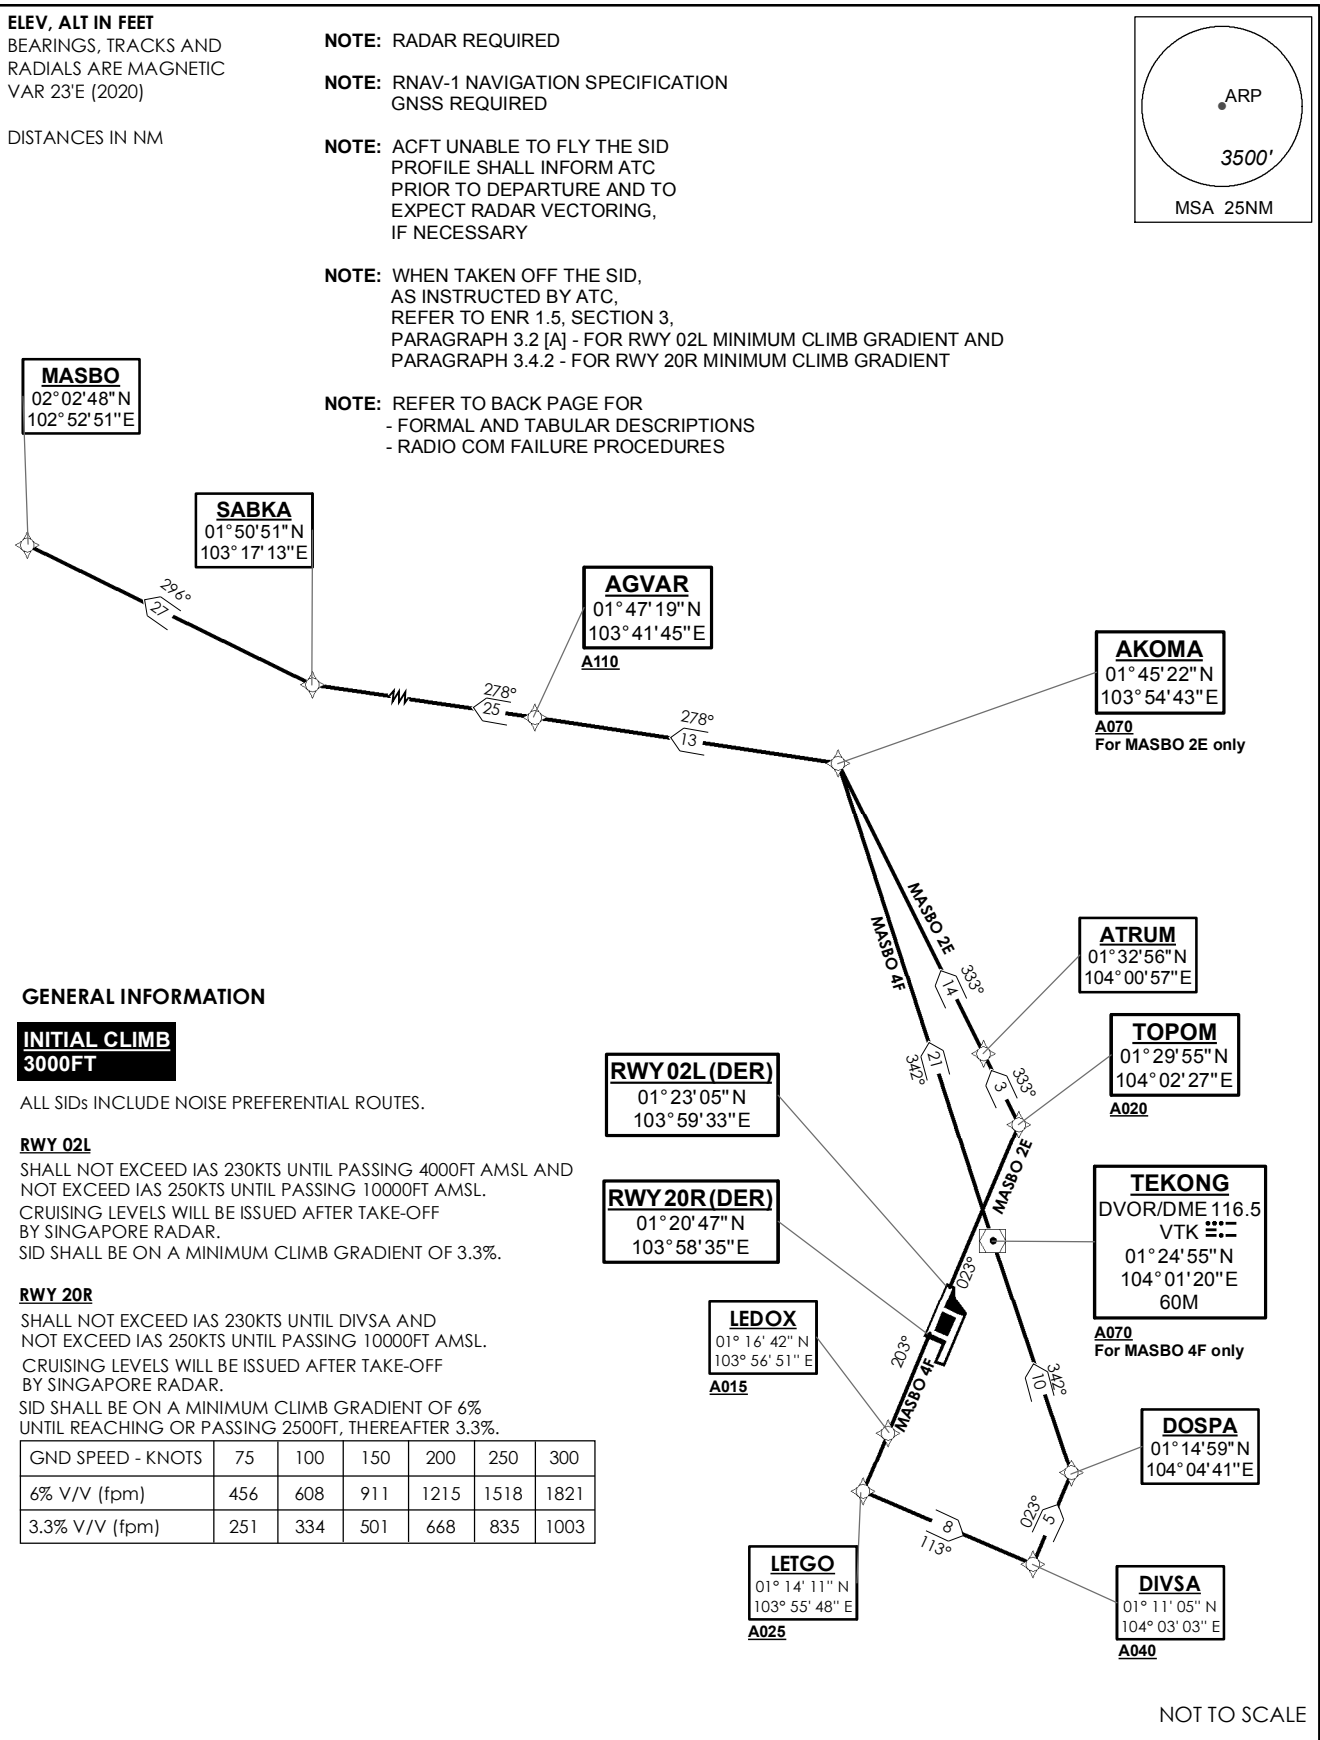 ELEV, ALT IN FEET
BEARINGS, TRACKS AND
RADIALS ARE MAGNETIC
VAR 23'E (2020)
DISTANCES IN NM
NOTE: RADAR REQUIRED
NOTE: RNAV-1 NAVIGATION SPECIFICATION
GNSS REQUIRED
NOTE: ACFT UNABLE TO FLY THE SID
PROFILE SHALL INFORM ATC
PRIOR TO DEPARTURE AND TO
EXPECT RADAR VECTORING,
IF NECESSARY
NOTE: WHEN TAKEN OFF THE SID,
AS INSTRUCTED BY ATC,
REFER TO ENR 1.5, SECTION 3,
PARAGRAPH 3.2 [A] - FOR RWY 02L MINIMUM CLIMB GRADIENT AND
PARAGRAPH 3.4.2 - FOR RWY 20R MINIMUM CLIMB GRADIENT
NOTE: REFER TO BACK PAGE FOR
- FORMAL AND TABULAR DESCRIPTIONS
- RADIO COM FAILURE PROCEDURES
ARP
3500'
MSA 25NM
MASBO
02°02'48"N
102°52'51"E
SABKA
01°50'51"N
103°17'13"E
AGVAR
01°47'19"N
103°41'45"E
A110
AKOMA
01°45'22"N
103°54'43"E
A070
For MASBO 2E only
296°
27
278°
25
278°
13
MASBO 2E
MASBO 4F
333°
14
21
342°
333°
3
ATRUM
01°32'56"N
104°00'57"E
TOPOM
01°29'55"N
104°02'27"E
A020
MASBO 2E
TEKONG
DVOR/DME 116.5
VTK
01°24'55"N
104°01'20"E
60M
A070
For MASBO 4F only
RWY 02L (DER)
01°23'05"N
103°59'33"E
RWY 20R (DER)
01°20'47"N
103°58'35"E
023°
203°
MASBO 4F
LEDOX
01° 16' 42" N
103° 56' 51" E
A015
342°
10
DOSPA
01°14'59"N
104°04'41"E
023°
5
8
113°
LETGO
01° 14' 11" N
103° 55' 48" E
A025
DIVSA
01° 11' 05" N
104° 03' 03" E
A040
GENERAL INFORMATION
INITIAL CLIMB
3000FT
ALL SIDs INCLUDE NOISE PREFERENTIAL ROUTES.
RWY 02L
SHALL NOT EXCEED IAS 230KTS UNTIL PASSING 4000FT AMSL AND
NOT EXCEED IAS 250KTS UNTIL PASSING 10000FT AMSL.
CRUISING LEVELS WILL BE ISSUED AFTER TAKE-OFF
BY SINGAPORE RADAR.
SID SHALL BE ON A MINIMUM CLIMB GRADIENT OF 3.3%.
RWY 20R
SHALL NOT EXCEED IAS 230KTS UNTIL DIVSA AND
NOT EXCEED IAS 250KTS UNTIL PASSING 10000FT AMSL.
CRUISING LEVELS WILL BE ISSUED AFTER TAKE-OFF
BY SINGAPORE RADAR.
SID SHALL BE ON A MINIMUM CLIMB GRADIENT OF 6%
UNTIL REACHING OR PASSING 2500FT, THEREAFTER 3.3%.
GND SPEED - KNOTS 75 100 150 200 250 300
6% V/V (fpm) 456 608 911 1215 1518 1821
3.3% V/V (fpm) 251 334 501 668 835 1003
NOT TO SCALE